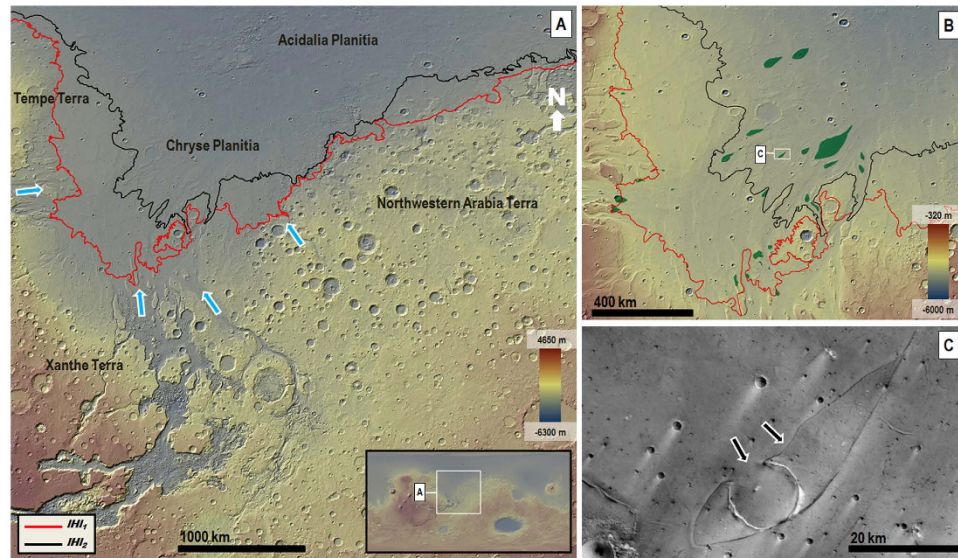 A
Acidalia Planitia
Tempe Terra
N
Chryse Planitia
Northwestern Arabia Terra
Xanthe Terra
4650 m
-6300 m
A
IHI1
IHI2
1000 km
B
C
-320 m
-6000 m
400 km
C
20 km